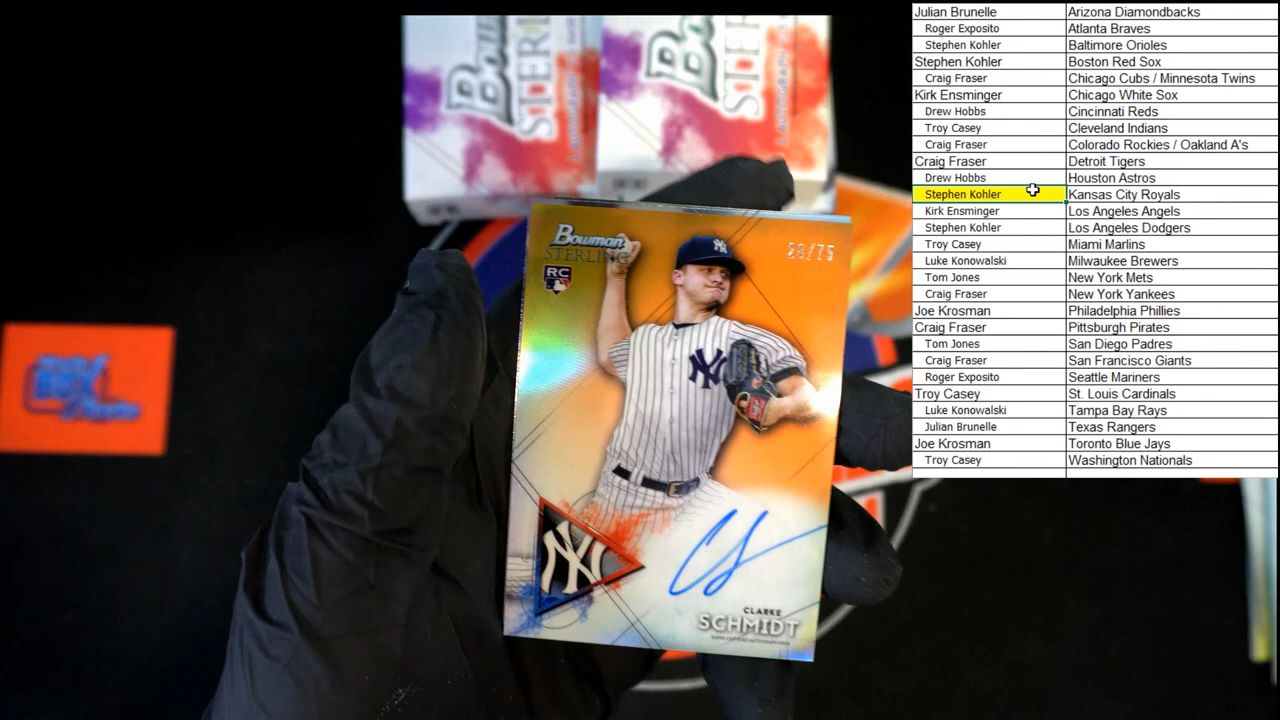 Julian Brunelle Arizona Diamondbacks
Roger Exposito Atlanta Braves
Stephen Kohler Baltimore Orioles
Stephen Kohler Boston Red Sox
Craig Fraser Chicago Cubs / Minnesota Twins
Kirk Ensminger Chicago White Sox
Drew Hobbs Cincinnati Reds
Troy Casey Cleveland Indians
Craig Fraser Colorado Rockies / Oakland A's
Craig Fraser Detroit Tigers
Drew Hobbs Houston Astros
Stephen Kohler Kansas City Royals
Kirk Ensminger Los Angeles Angels
Stephen Kohler Los Angeles Dodgers
Troy Casey Miami Marlins
Luke Konowalski Milwaukee Brewers
Tom Jones New York Mets
Craig Fraser New York Yankees
Joe Krosman Philadelphia Phillies
Craig Fraser Pittsburgh Pirates
Tom Jones San Diego Padres
Craig Fraser San Francisco Giants
Roger Exposito Seattle Mariners
Troy Casey St. Louis Cardinals
Luke Konowalski Tampa Bay Rays
Julian Brunelle Texas Rangers
Joe Krosman Toronto Blue Jays
Troy Casey Washington Nationals
Bowman
STERLING
RC
NY
NY
NY
CLARKE
SCHMIDT
BOX